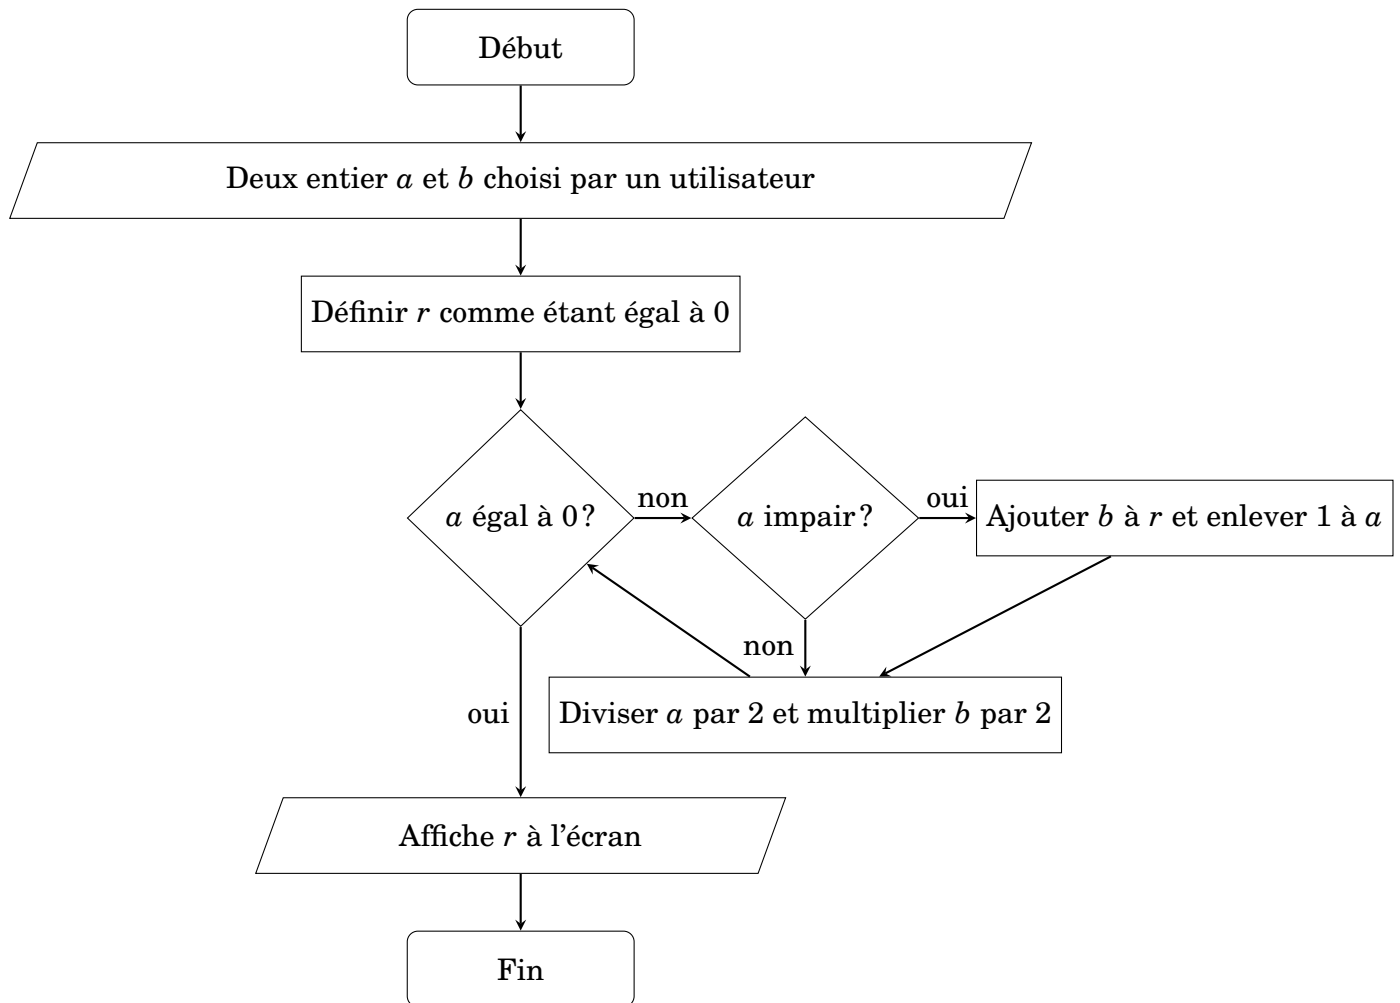 Début
Deux entier a et b choisi par un utilisateur
Définir r comme étant égal à 0
a égal à 0?
non
a impair?
oui
Ajouter b à r et enlever 1 à a
non
Diviser a par 2 et multiplier b par 2
oui
Affiche r à l’écran
Fin